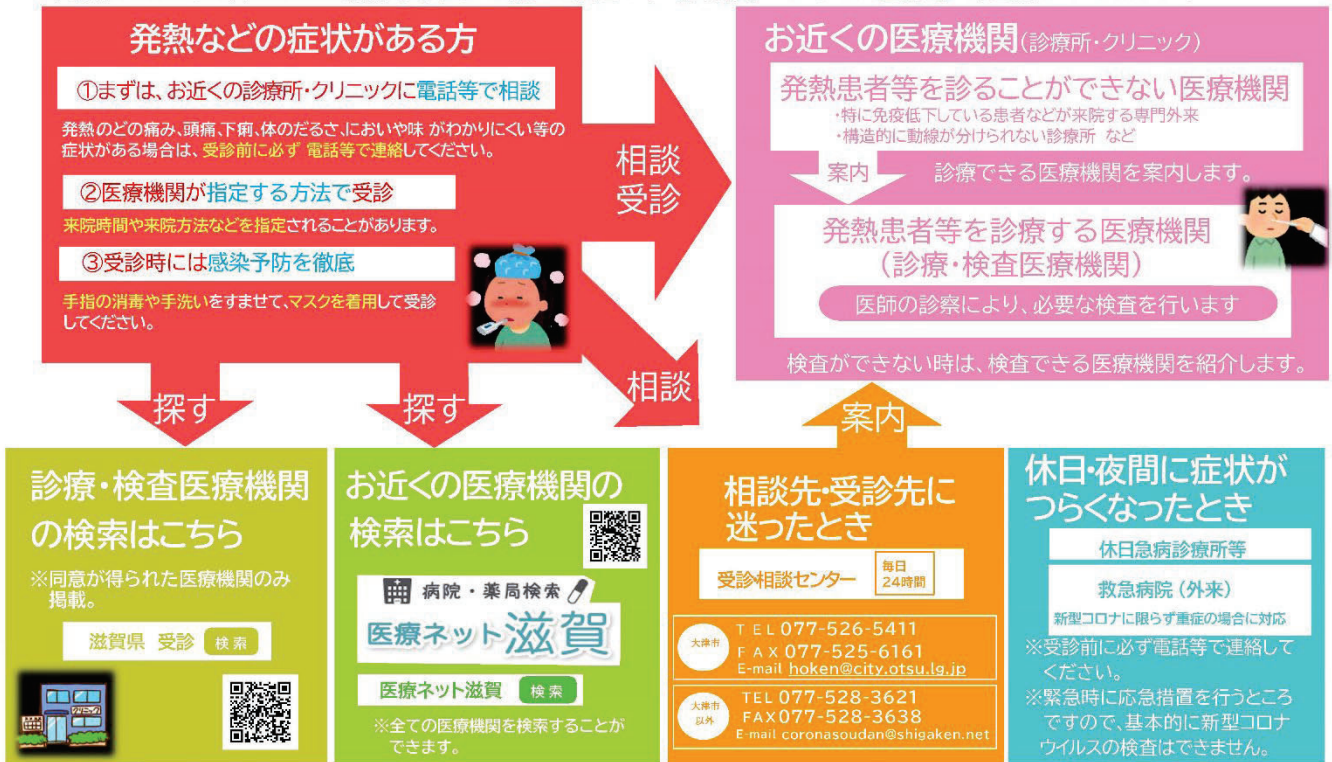 発熱などの症状がある方
①まずは、お近くの診療所・クリニックに電話等で相談
発熱のどの痛み、頭痛、下痢、体のだるさ、においや味 がわかりにくい等の
症状がある場合は、受診前に必ず 電話等で連絡してください。
②医療機関が指定する方法で受診
来院時間や来院方法などを指定されることがあります。
③受診時には感染予防を徹底
手指の消毒や手洗いをすませて、マスクを着用して受診
してください。
相談
受診
お近くの医療機関(診療所・クリニック)
発熱患者等を診ることができない医療機関
・特に免疫低下している患者などが来院する専門外来
・構造的に動線が分けられない診療所 など
案内
診療できる医療機関を案内します。
発熱患者等を診療する医療機関
(診療・検査医療機関)
医師の診察により、必要な検査を行います
検査ができない時は、検査できる医療機関を紹介します。
探す
探す
相談
案内
診療・検査医療機関
の検索はこちら
※同意が得られた医療機関のみ
掲載。
滋賀県 受診 検索
クリニック
お近くの医療機関の
検索はこちら
病院・薬局検索
医療ネット滋賀
医療ネット滋賀 検索
※全ての医療機関を検索することが
できます。
相談先・受診先に
迷ったとき
受診相談センター
毎日
24時間
大津市
TEL 077-526-5411
FAX 077-525-6161
E-mail hoken@city.otsu.lg.jp
大津市
以外
TEL 077-528-3621
FAX 077-528-3638
E-mail coronasoudan@shigaken.net
休日・夜間に症状が
つらくなったとき
休日急病診療所等
救急病院(外来)
新型コロナに限らず重症の場合に対応
※受診前に必ず電話等で連絡して
ください。
※緊急時に応急措置を行うところ
ですので、基本的に新型コロナ
ウイルスの検査はできません。